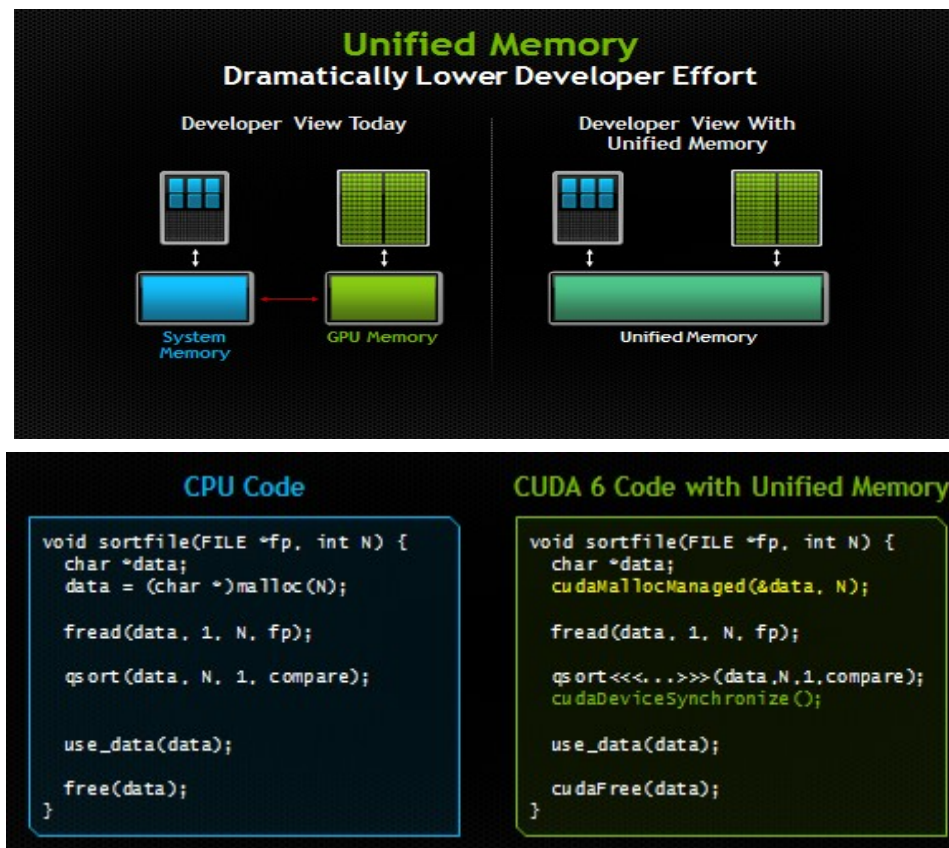 Unified Memory
Dramatically Lower Developer Effort
Developer View Today
Developer View With
Unified Memory
System
Memory
GPU Memory
Unified Memory
CPU Code
void sortfile(FILE *fp, int N) {
  char *data;
  data = (char *)malloc(N);
  fread(data, 1, N, fp);
  qsort(data, N, 1, compare);
  use_data(data);
  free(data);
}
CUDA 6 Code with Unified Memory
void sortfile(FILE *fp, int N) {
  char *data;
  cudaMallocManaged(&data, N);
  fread(data, 1, N, fp);
  qsort<<<...>>>(data,N,1,compare);
  cudaDeviceSynchronize();
  use_data(data);
  cudaFree(data);
}